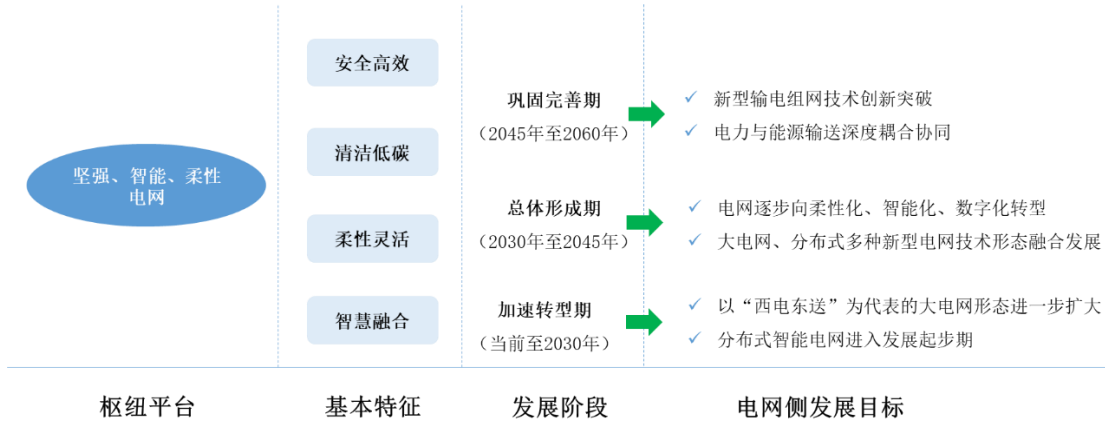 坚强、智能、柔性
电网
安全高效
清洁低碳
柔性灵活
智慧融合
巩固完善期
（2045年至2060年）
✓ 新型输电组网技术创新突破
✓ 电力与能源输送深度耦合协同
总体形成期
（2030年至2045年）
✓ 电网逐步向柔性化、智能化、数字化转型
✓ 大电网、分布式多种新型电网技术形态融合发展
加速转型期
（当前至2030年）
✓ 以“西电东送”为代表的大电网形态进一步扩大
✓ 分布式智能电网进入发展起步期
枢纽平台
基本特征
发展阶段
电网侧发展目标